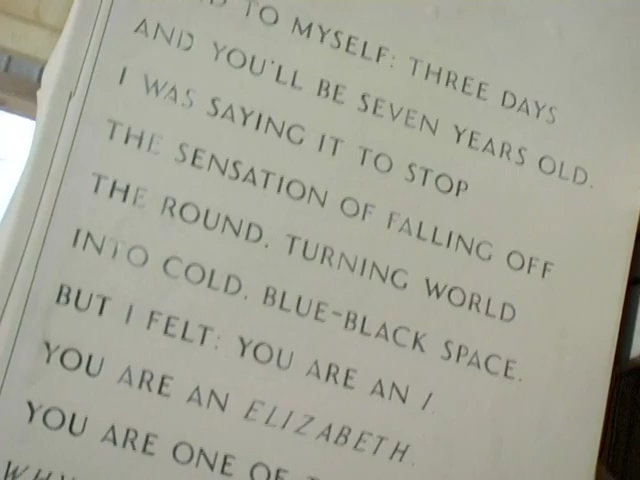 TO MYSELF: THREE DAYS
AND YOU'LL BE SEVEN YEARS OLD.
I WAS SAYING IT TO STOP
THE SENSATION OF FALLING OFF
THE ROUND, TURNING WORLD
INTO COLD, BLUE-BLACK SPACE.
BUT I FELT: YOU ARE AN I,
YOU ARE AN ELIZABETH,
YOU ARE ONE OF